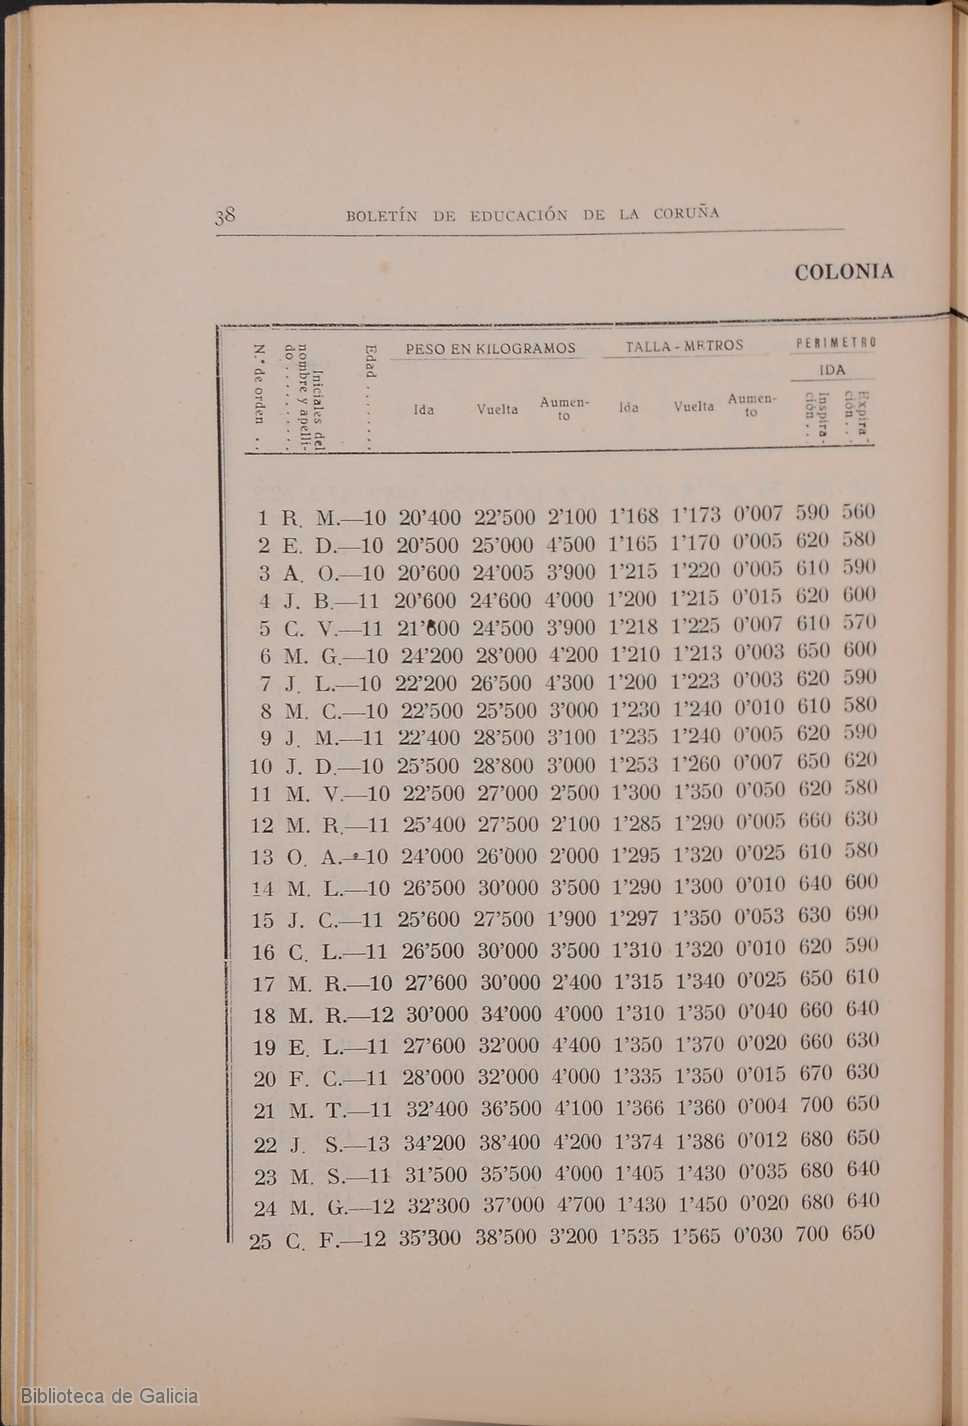 38 BOLETÍN DE EDUCACIÓN DE LA CORUÑA
COLONIA
N.º de orden . .
Iniciales del
nombre y apelli-
do . . . . . . . . .
Edad . . . . . . .
PESO EN KILOGRAMOS TALLA - METROS PERIMETRO
IDA
Ida Vuelta Aumen-
to Ida Vuelta Aumen-
to
Inspira-
ción . .
Expira-
ción . . .
1 R. M.—10 20’400 22’500 2’100 1’168 1’173 0’007 590 560
2 E. D.—10 20’500 25’000 4’500 1’165 1’170 0’005 620 580
3 A. O.—10 20’600 24’005 3’900 1’215 1’220 0’005 610 590
4 J. B.—11 20’600 24’600 4’000 1’200 1’215 0’015 620 600
5 C. V.—11 21’600 24’500 3’900 1’218 1’225 0’007 610 570
6 M. G.—10 24’200 28’000 4’200 1’210 1’213 0’003 650 600
7 J. L.—10 22’200 26’500 4’300 1’200 1’223 0’003 620 590
8 M. C.—10 22’500 25’500 3’000 1’230 1’240 0’010 610 580
9 J. M.—11 22’400 28’500 3’100 1’235 1’240 0’005 620 590
10 J. D.—10 25’500 28’800 3’000 1’253 1’260 0’007 650 620
11 M. V.—10 22’500 27’000 2’500 1’300 1’350 0’050 620 580
12 M. R.—11 25’400 27’500 2’100 1’285 1’290 0’005 660 630
13 O. A.—10 24’000 26’000 2’000 1’295 1’320 0’025 610 580
14 M. L.—10 26’500 30’000 3’500 1’290 1’300 0’010 640 600
15 J. C.—11 25’600 27’500 1’900 1’297 1’350 0’053 630 690
16 C. L.—11 26’500 30’000 3’500 1’310 1’320 0’010 620 590
17 M. R.—10 27’600 30’000 2’400 1’315 1’340 0’025 650 610
18 M. R.—12 30’000 34’000 4’000 1’310 1’350 0’040 660 640
19 E. L.—11 27’600 32’000 4’400 1’350 1’370 0’020 660 630
20 F. C.—11 28’000 32’000 4’000 1’335 1’350 0’015 670 630
21 M. T.—11 32’400 36’500 4’100 1’366 1’360 0’004 700 650
22 J. S.—13 34’200 38’400 4’200 1’374 1’386 0’012 680 650
23 M. S.—11 31’500 35’500 4’000 1’405 1’430 0’035 680 640
24 M. G.—12 32’300 37’000 4’700 1’430 1’450 0’020 680 640
25 C. F.—12 35’300 38’500 3’200 1’535 1’565 0’030 700 650
Biblioteca de Galicia